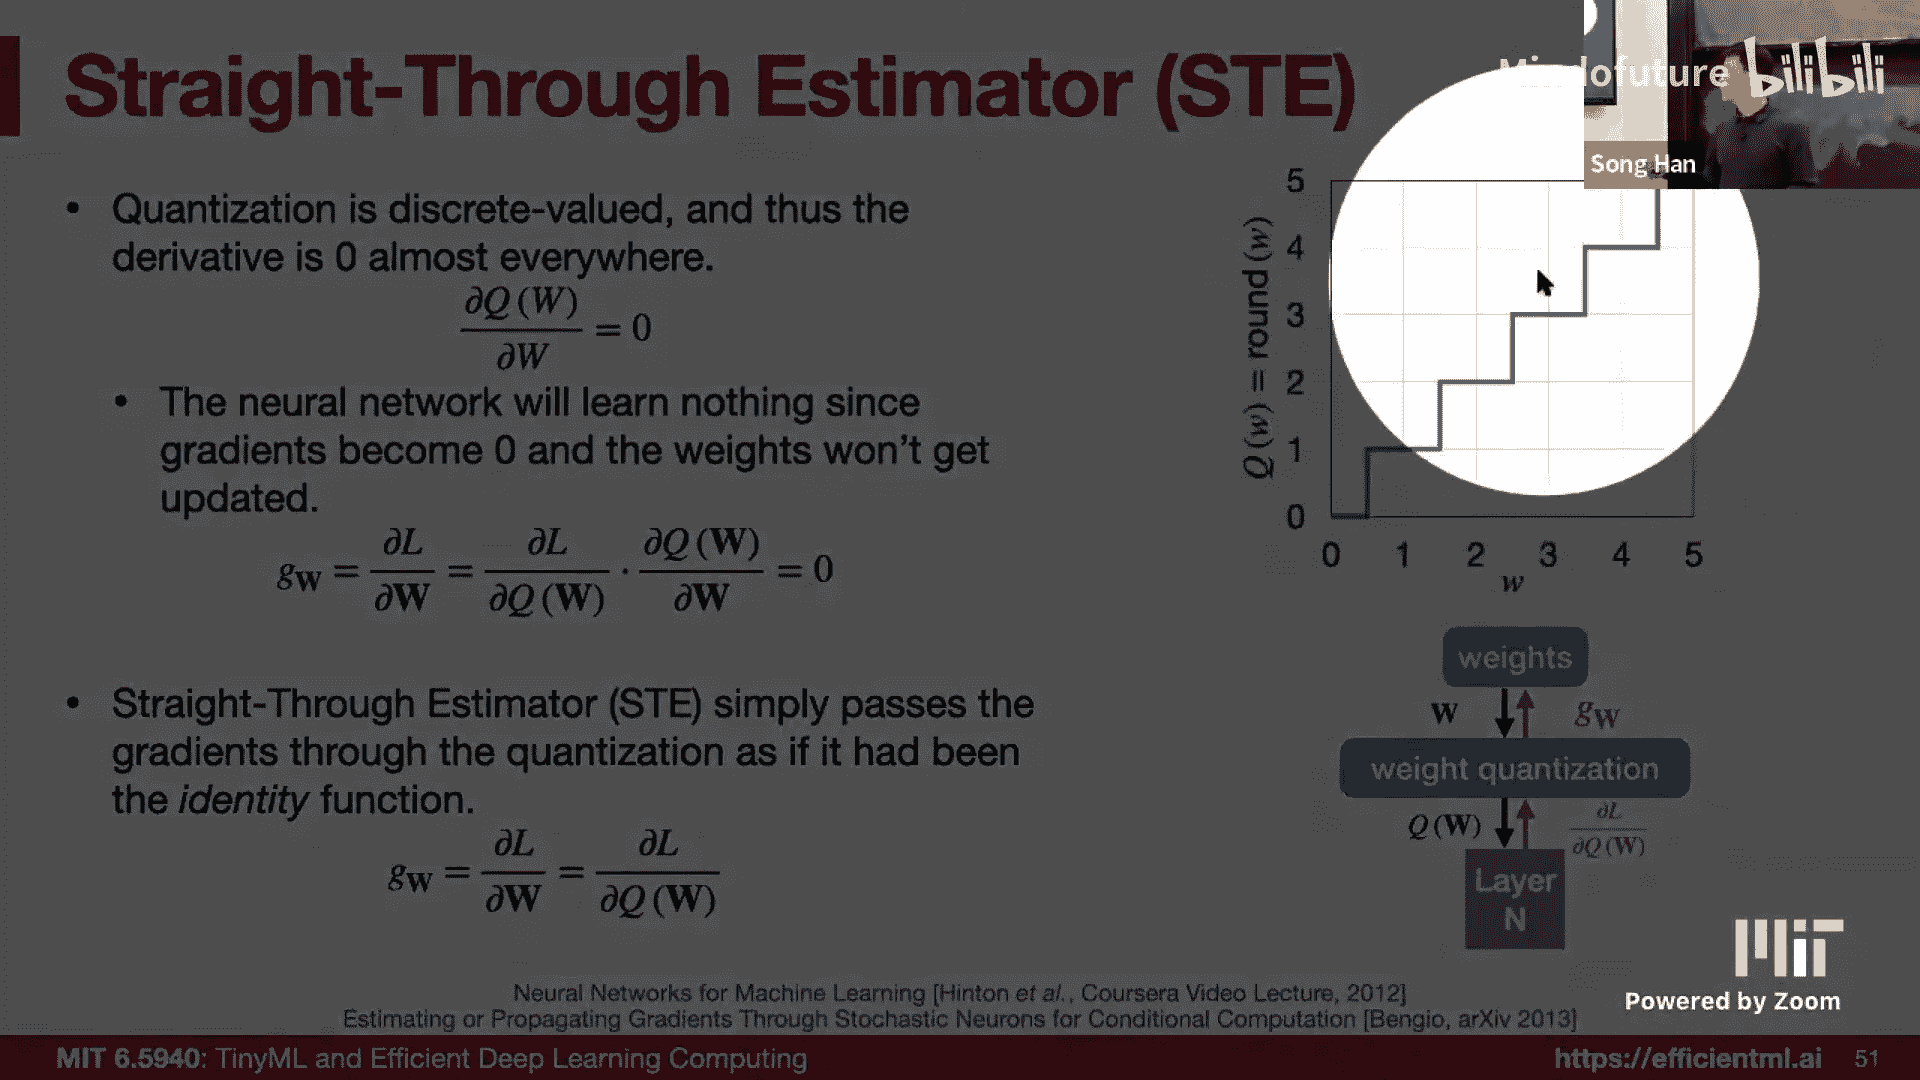 Straight-Through Estimator (STE)
dofuture bilibili
Song Han
• Quantization is discrete-valued, and thus the
derivative is 0 almost everywhere.
∂Q (W)
∂W
= 0
• The neural network will learn nothing since
gradients become 0 and the weights won't get
updated.
g_W = ∂L/∂W = ∂L/∂Q (W) · ∂Q (W)/∂W = 0
• Straight-Through Estimator (STE) simply passes the
gradients through the quantization as if it had been
the identity function.
g_W = ∂L/∂W = ∂L/∂Q (W)
Q (w) = round (w)
5
4
3
2
1
0
0 1 2 3 4 5
w
weights
W g_W
weight quantization
Q (W) ∂L/∂Q (W)
Layer
N
MIT
Powered by Zoom
Neural Networks for Machine Learning [Hinton et al., Coursera Video Lecture, 2012]
Estimating or Propagating Gradients Through Stochastic Neurons for Conditional Computation [Bengio, arXiv 2013]
MIT 6.5940: TinyML and Efficient Deep Learning Computing
https://efficientml.ai 51